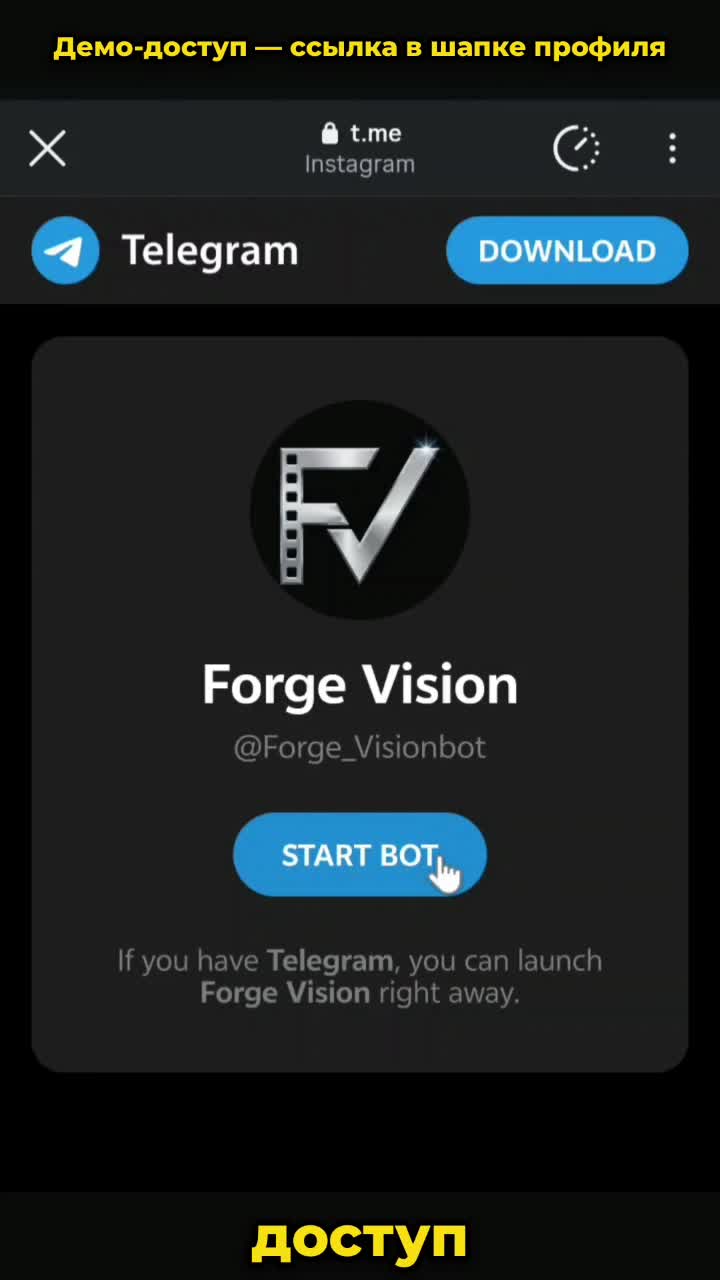 Демо-доступ — ссылка в шапке профиля
t.me
Instagram
Telegram
DOWNLOAD
FV
Forge Vision
@Forge_Visionbot
START BOT
If you have Telegram, you can launch
Forge Vision right away.
доступ